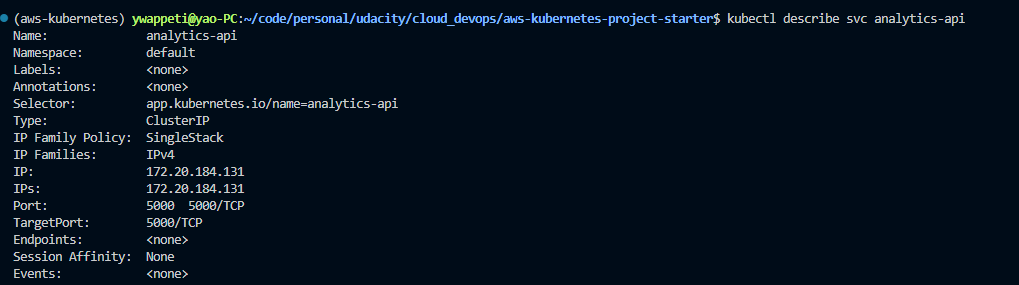 (aws-kubernetes) ywappeti@yao-PC:~/code/personal/udacity/cloud_devops/aws-kubernetes-project-starter$ kubectl describe svc analytics-api
Name:              analytics-api
Namespace:         default
Labels:            <none>
Annotations:       <none>
Selector:          app.kubernetes.io/name=analytics-api
Type:              ClusterIP
IP Family Policy:  SingleStack
IP Families:       IPv4
IP:                172.20.184.131
IPs:               172.20.184.131
Port:              5000  5000/TCP
TargetPort:        5000/TCP
Endpoints:         <none>
Session Affinity:  None
Events:            <none>